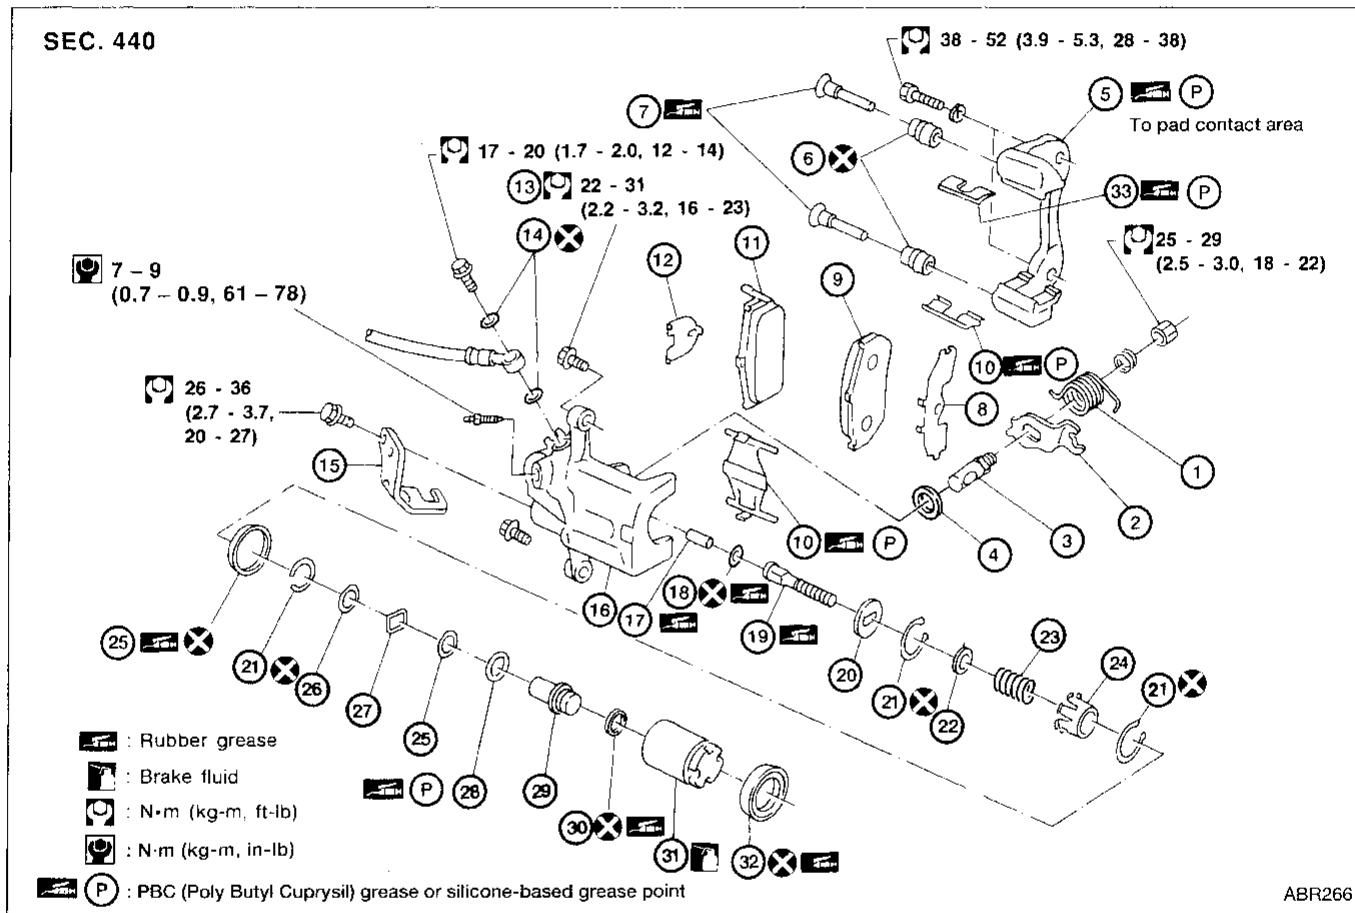 SEC. 440
38 - 52 (3.9 - 5.3, 28 - 38)
5 P
To pad contact area
7
6
17 - 20 (1.7 - 2.0, 12 - 14)
13 22 - 31
(2.2 - 3.2, 16 - 23)
33 P
14
25 - 29
(2.5 - 3.0, 18 - 22)
7 – 9
(0.7 – 0.9, 61 – 78)
12
11
9
10 P
26 - 36
(2.7 - 3.7,
20 - 27)
8
15
1
2
10 P
4
3
16
17
18
19
25
21
26
27
25
20
21
22
23
24
21
28
P
29
30
31
32
: Rubber grease
: Brake fluid
: N•m (kg-m, ft-lb)
: N·m (kg-m, in-lb)
P : PBC (Poly Butyl Cuprysil) grease or silicone-based grease point
ABR266